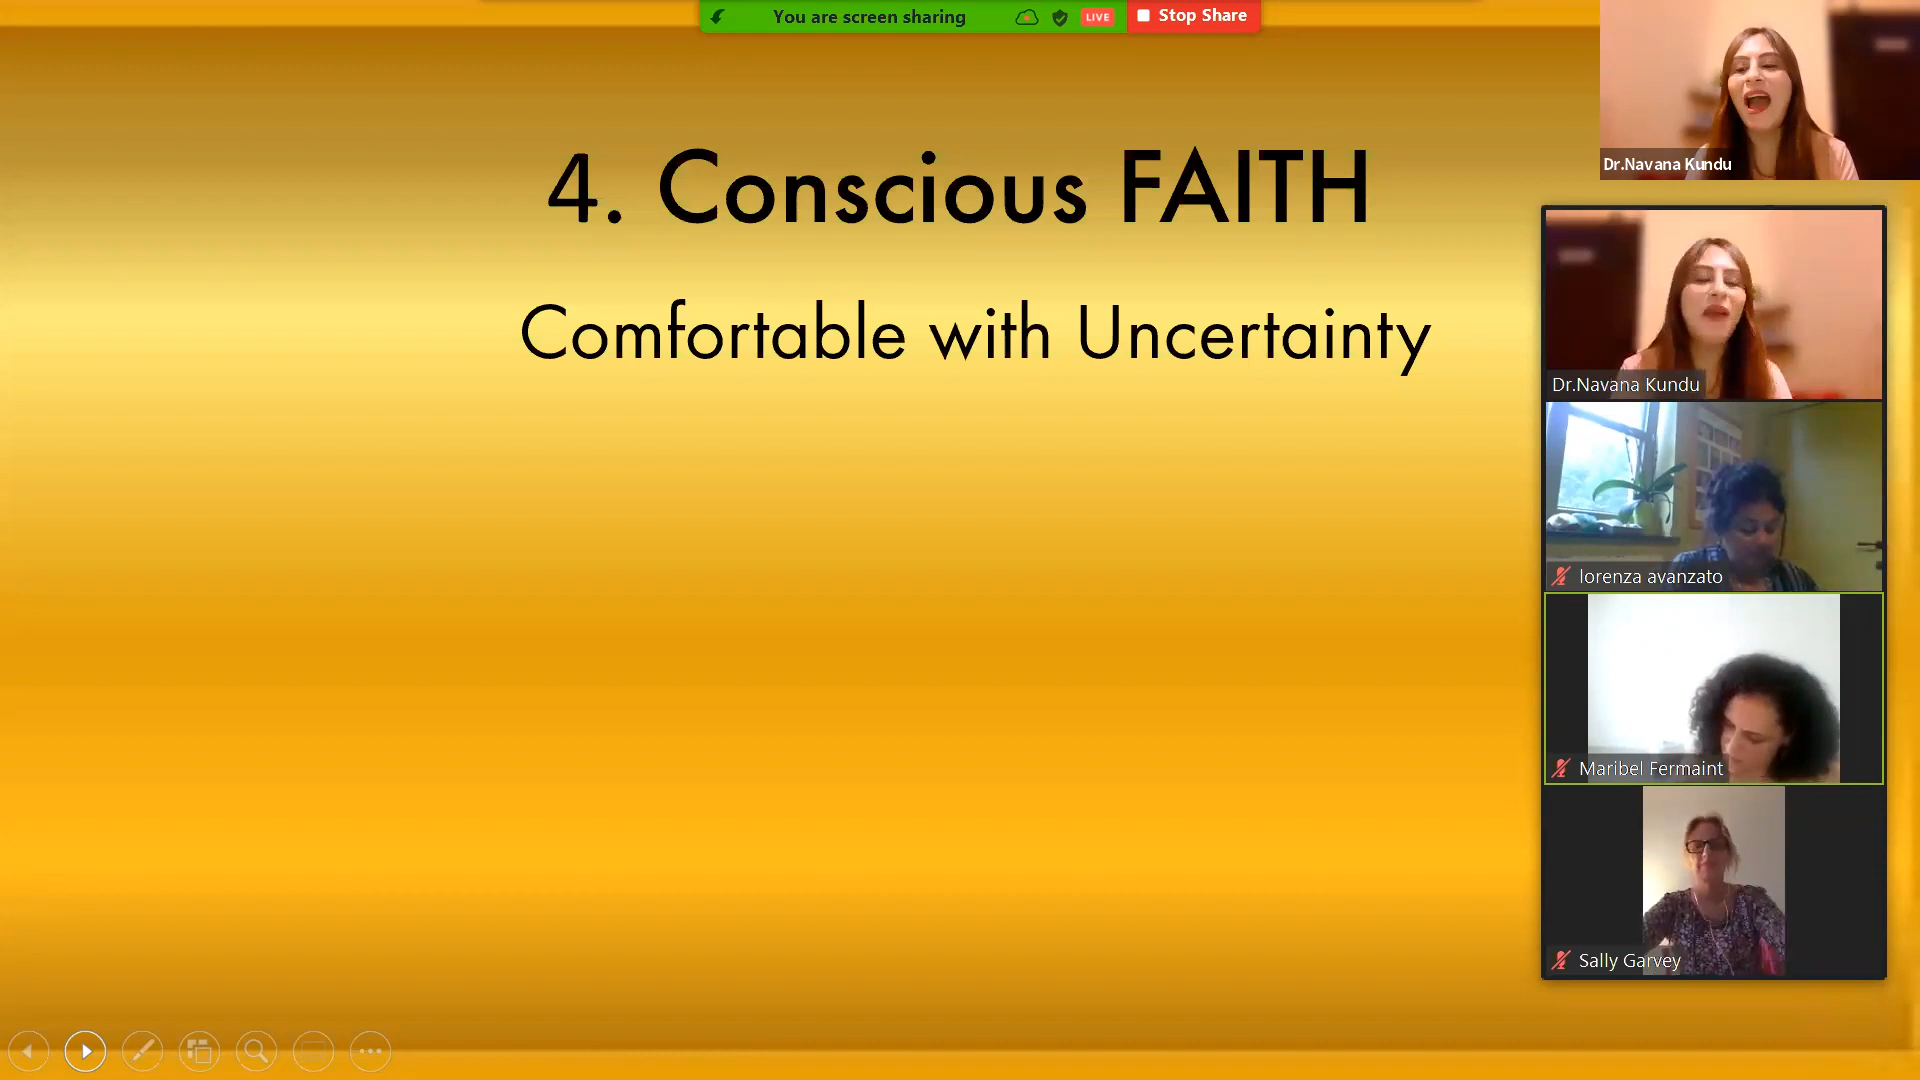 You are screen sharing
LIVE
Stop Share
Dr.Navana Kundu
4. Conscious FAITH
Comfortable with Uncertainty
Dr.Navana Kundu
lorenza avanzato
Maribel Fermaint
Sally Garvey